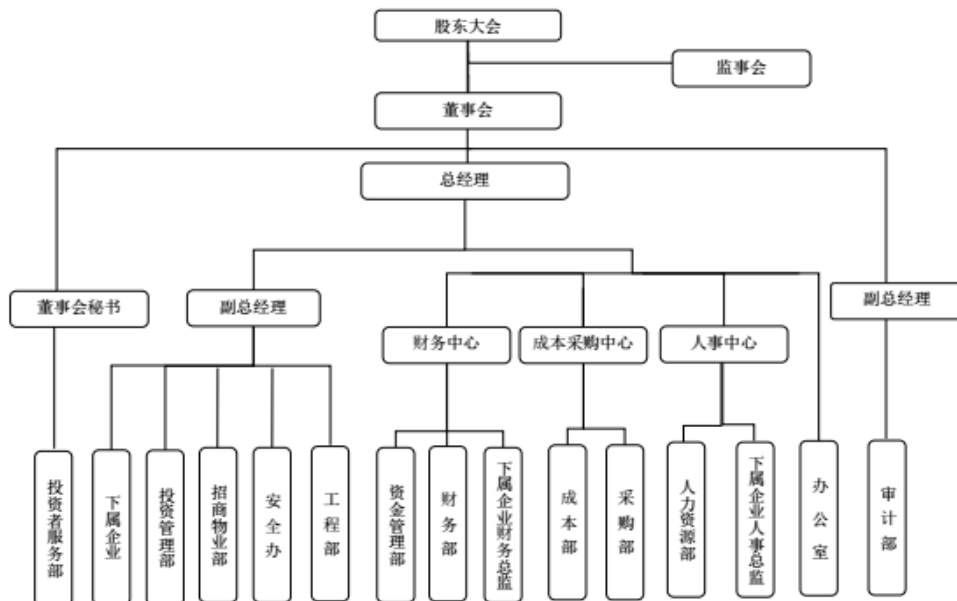 股东大会
监事会
董事会
总经理
董事会秘书
副总经理
副总经理
财务中心
成本采购中心
人事中心
投资者服务部
下属企业
投资管理部
招商物业部
安全办
工程部
资金管理部
财务部
下属企业财务总监
成本部
采购部
人力资源部
下属企业人事总监
办公室
审计部